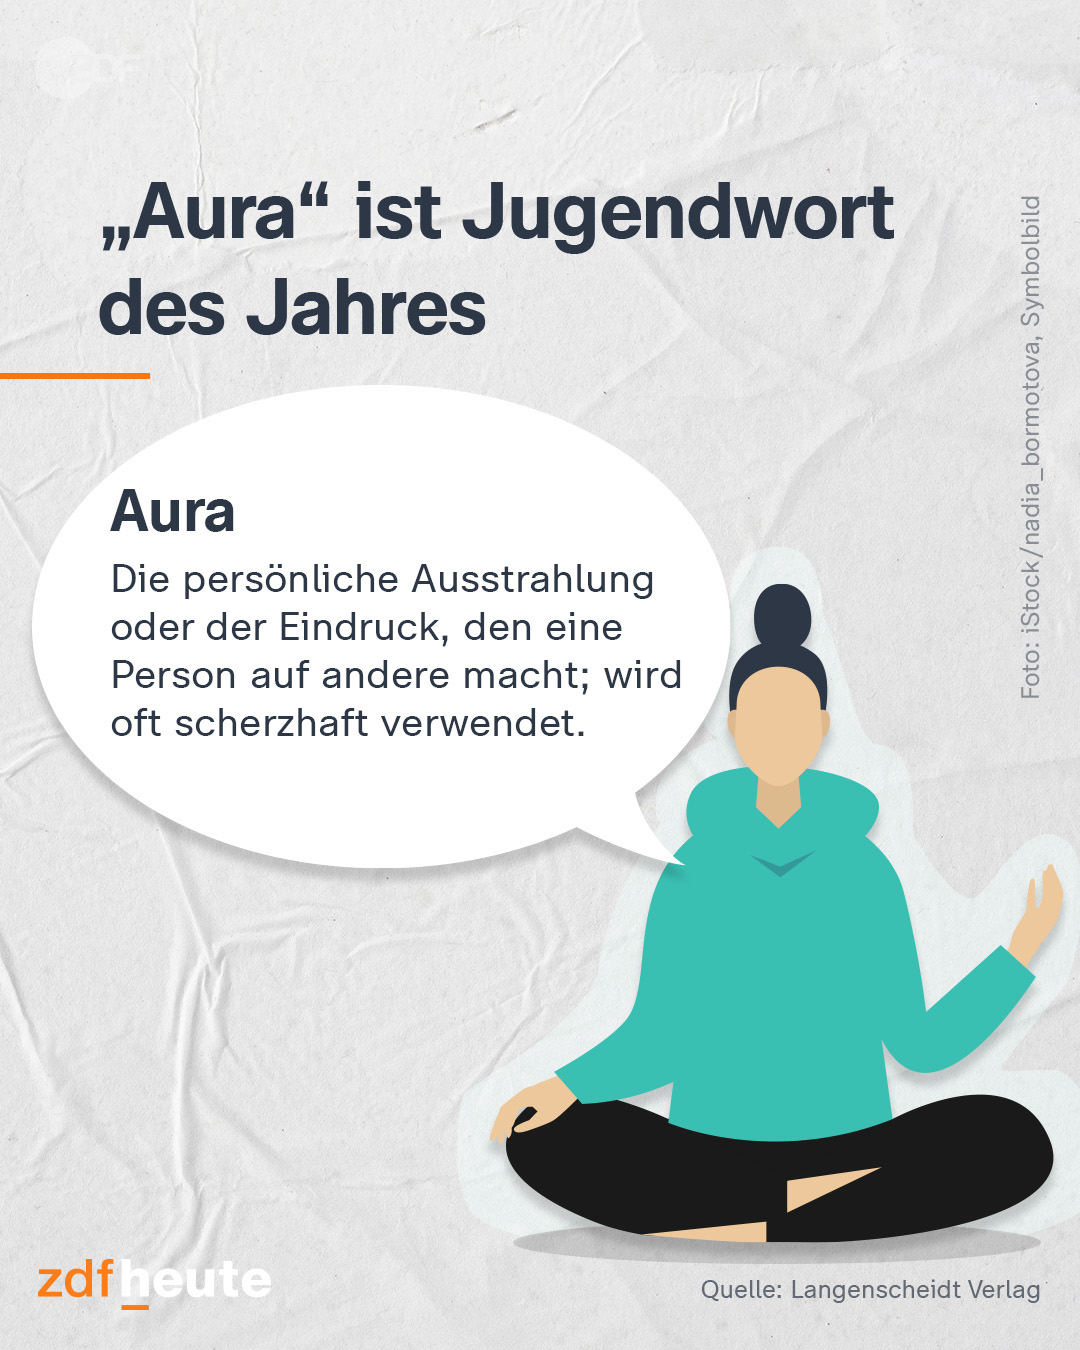 „Aura“ ist Jugendwort
des Jahres
Aura
Die persönliche Ausstrahlung
oder der Eindruck, den eine
Person auf andere macht; wird
oft scherzhaft verwendet.
Foto: iStock/nadia_bormotova, Symbolbild
zdfheute
Quelle: Langenscheidt Verlag